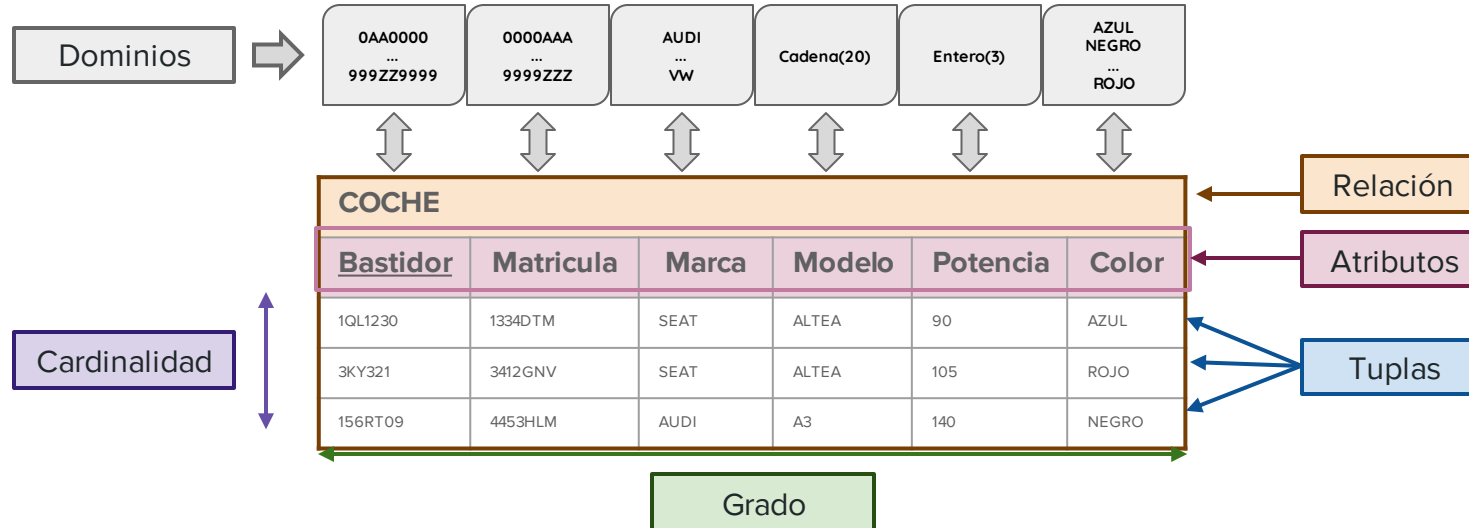 Dominios
0AA0000
...
999ZZ9999
0000AAA
...
9999ZZZ
AUDI
...
VW
Cadena(20)
Entero(3)
AZUL
NEGRO
...
ROJO
COCHE
Relación
Bastidor Matricula Marca Modelo Potencia Color
Atributos
1QL1230 1334DTM SEAT ALTEA 90 AZUL
3KY321 3412GNV SEAT ALTEA 105 ROJO
156RT09 4453HLM AUDI A3 140 NEGRO
Cardinalidad
Tuplas
Grado